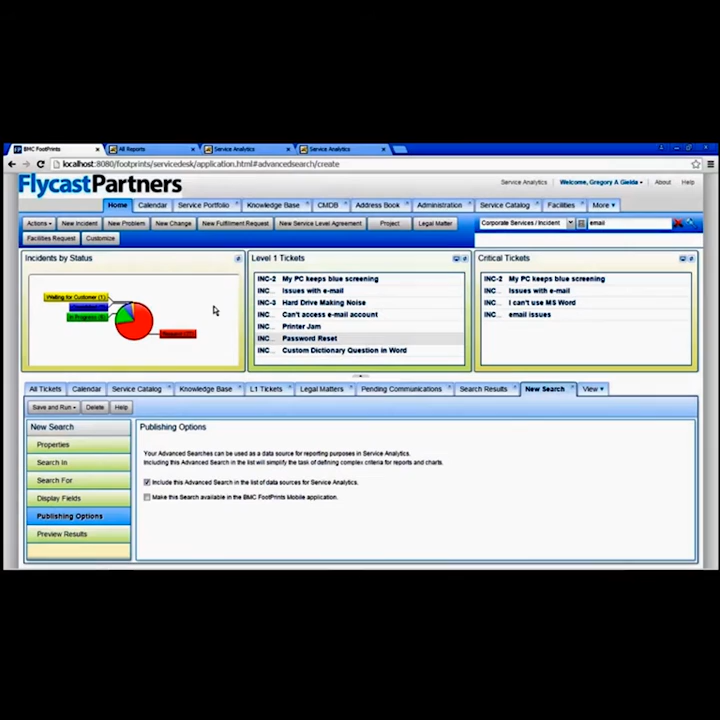 BMC FootPrints
All Reports
Service Analytics
Service Analytics
localhost:8080/footprints/servicedesk/application.html#advancedsearch/create
FlycastPartners
Service Analytics Welcome, Gregory A Gielda About Help
Home Calendar Service Portfolio Knowledge Base CMDB Address Book Administration Service Catalog Facilities More
Actions New Incident New Problem New Change New Fulfillment Request New Service Level Agreement Project Legal Matter Corporate Services / Incident email
Facilities Request Customize
Incidents by Status
Waiting for Customer (1)
In Progress
Level 1 Tickets
INC-2 My PC keeps blue screening
INC... Issues with e-mail
INC-3 Hard Drive Making Noise
INC... Can't access e-mail account
INC... Printer Jam
INC... Password Reset
INC... Custom Dictionary Question in Word
Critical Tickets
INC-2 My PC keeps blue screening
INC... Issues with e-mail
INC... I can't use MS Word
INC... email issues
All Tickets Calendar Service Catalog Knowledge Base L1 Tickets Legal Matters Pending Communications Search Results New Search View
Save and Run Delete Help
New Search
Properties
Search In
Search For
Display Fields
Publishing Options
Preview Results
Publishing Options
Your Advanced Searches can be used as a data source for reporting purposes in Service Analytics.
Including this Advanced Search in the list will simplify the task of defining complex criteria for reports and charts.
Include this Advanced Search in the list of data sources for Service Analytics.
Make this Search available in the BMC FootPrints Mobile application.